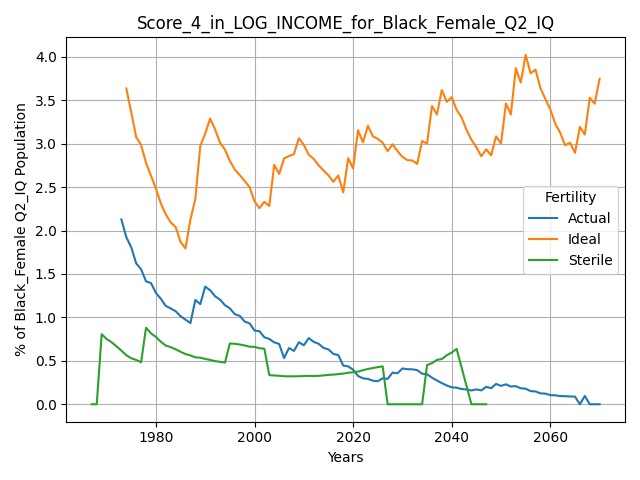 Score_4_in_LOG_INCOME_for_Black_Female_Q2_IQ
% of Black_Female Q2_IQ Population
4.0
3.5
3.0
2.5
2.0
1.5
1.0
0.5
0.0
Fertility
Actual
Ideal
Sterile
1980 2000 2020 2040 2060
Years